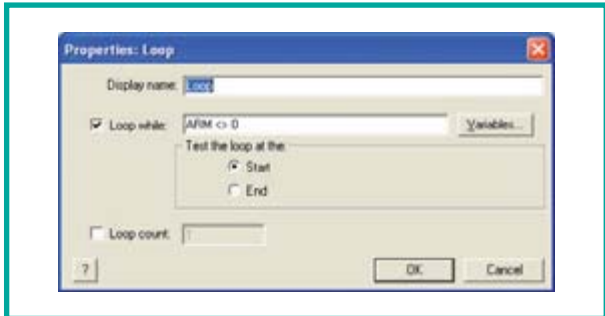 Properties: Loop
Display name: Loop
Loop while: ARM <> 0 Variables...
Test the loop at the:
Start
End
Loop count: 1
? OK Cancel